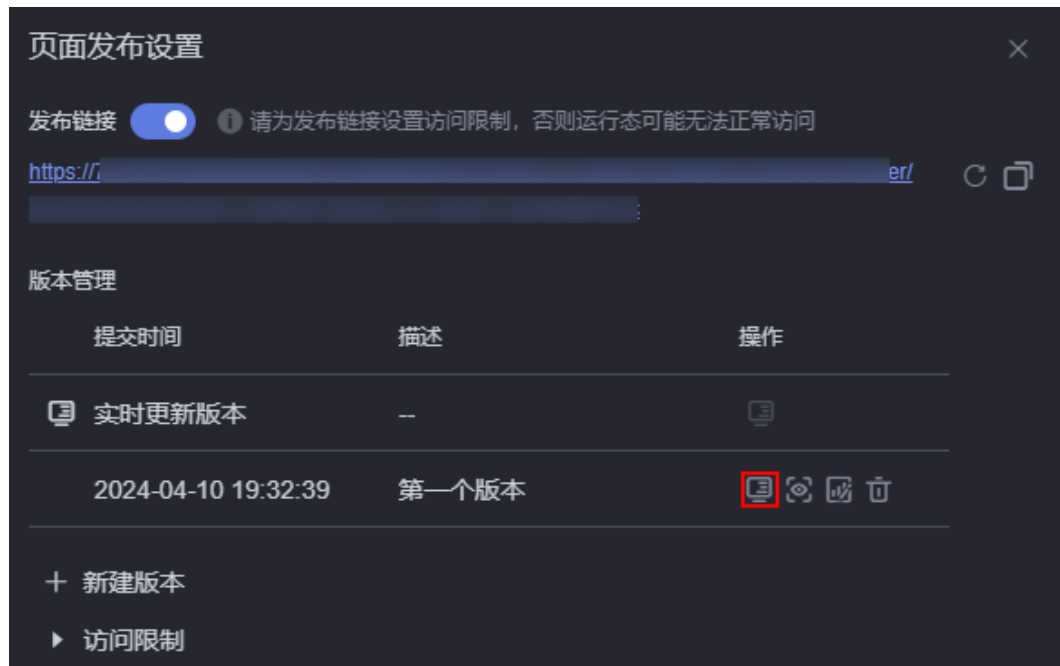 页面发布设置
发布链接 请为发布链接设置访问限制，否则运行态可能无法正常访问
https://7 er/
版本管理
提交时间 描述 操作
实时更新版本 --
2024-04-10 19:32:39 第一个版本
新建版本
访问限制